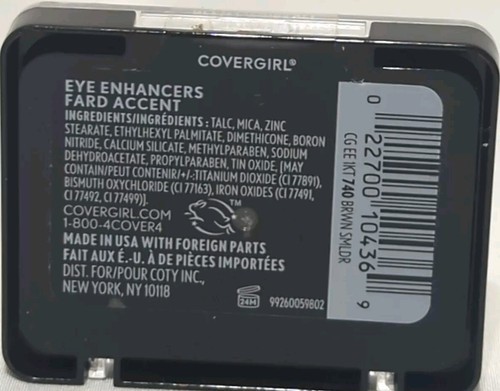 COVERGIRL®
EYE ENHANCERS
FARD ACCENT
INGREDIENTS/INGRÉDIENTS : TALC, MICA, ZINC
STEARATE, ETHYLHEXYL PALMITATE, DIMETHICONE, BORON
NITRIDE, CALCIUM SILICATE, METHYLPARABEN, SODIUM
DEHYDROACETATE, PROPYLPARABEN, TIN OXIDE, [MAY
CONTAIN/PEUT CONTENIR/+/-:TITANIUM DIOXIDE (CI 77891),
BISMUTH OXYCHLORIDE (CI 77163), IRON OXIDES (CI 77491,
CI 77492, CI 77499)].
COVERGIRL.COM
1-800-4COVER4
TM
MADE IN USA WITH FOREIGN PARTS
FAIT AUX É.-U. À DE PIÈCES IMPORTÉES
DIST. FOR/POUR COTY INC.,
NEW YORK, NY 10118
24M
99260059802
CG EE 1KT 740 BRWN SMLDR
0 22700 10436 9